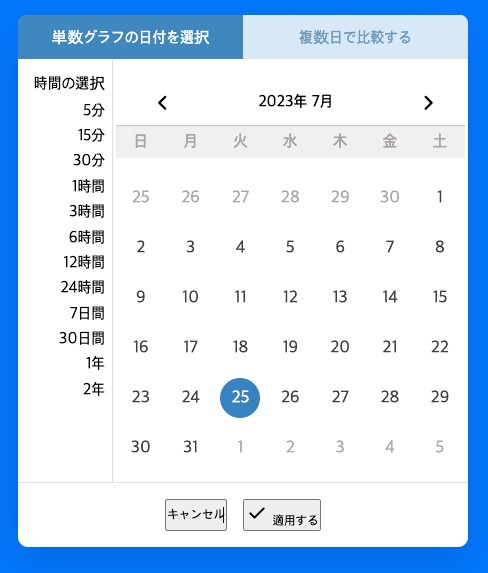 単数グラフの日付を選択
複数日で比較する
時間の選択
5分
15分
30分
1時間
3時間
6時間
12時間
24時間
7日間
30日間
1年
2年
2023年 7月
日 月 火 水 木 金 土
25 26 27 28 29 30 1
2 3 4 5 6 7 8
9 10 11 12 13 14 15
16 17 18 19 20 21 22
23 24 25 26 27 28 29
30 31 1 2 3 4 5
キャンセル
適用する